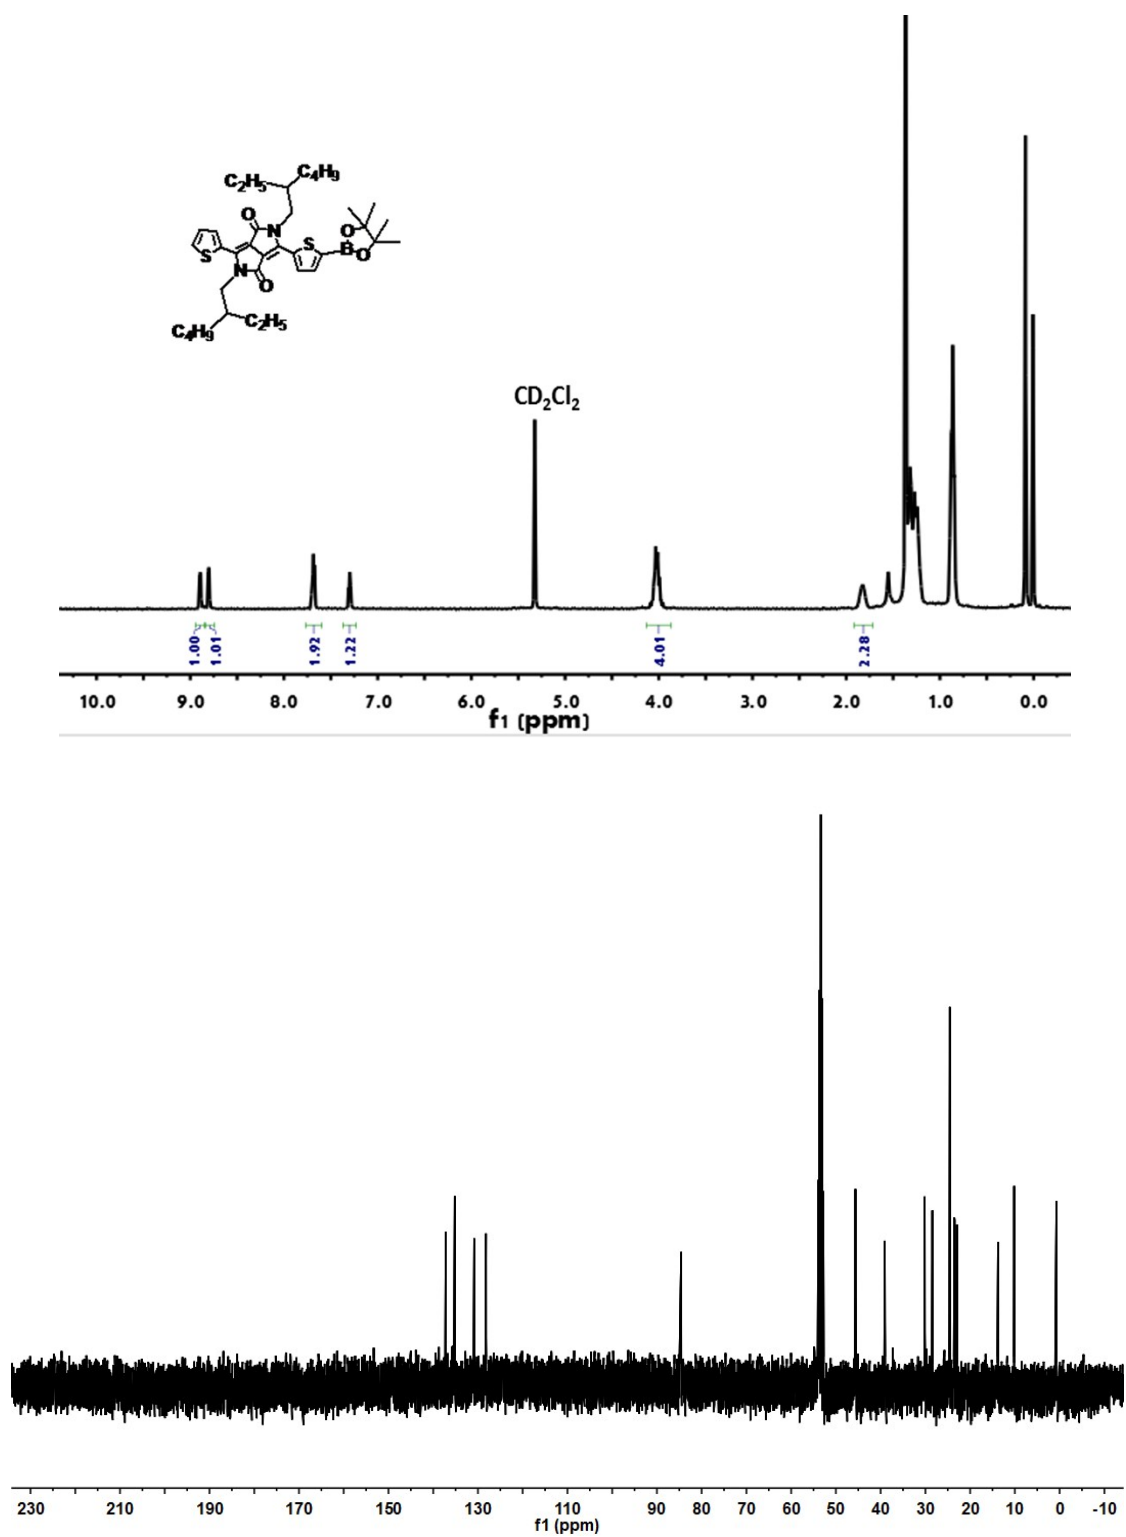 C₂H₅ C₄H₉
O
N
S
O
B
O
S
N
O
C₄H₉ C₂H₅
CD₂Cl₂
1.00 1.01 1.92 1.22 4.01 2.28
10.0 9.0 8.0 7.0 6.0 5.0 4.0 3.0 2.0 1.0 0.0
f1 (ppm)
230 210 190 170 150 130 110 90 80 70 60 50 40 30 20 10 0 -10
f1 (ppm)